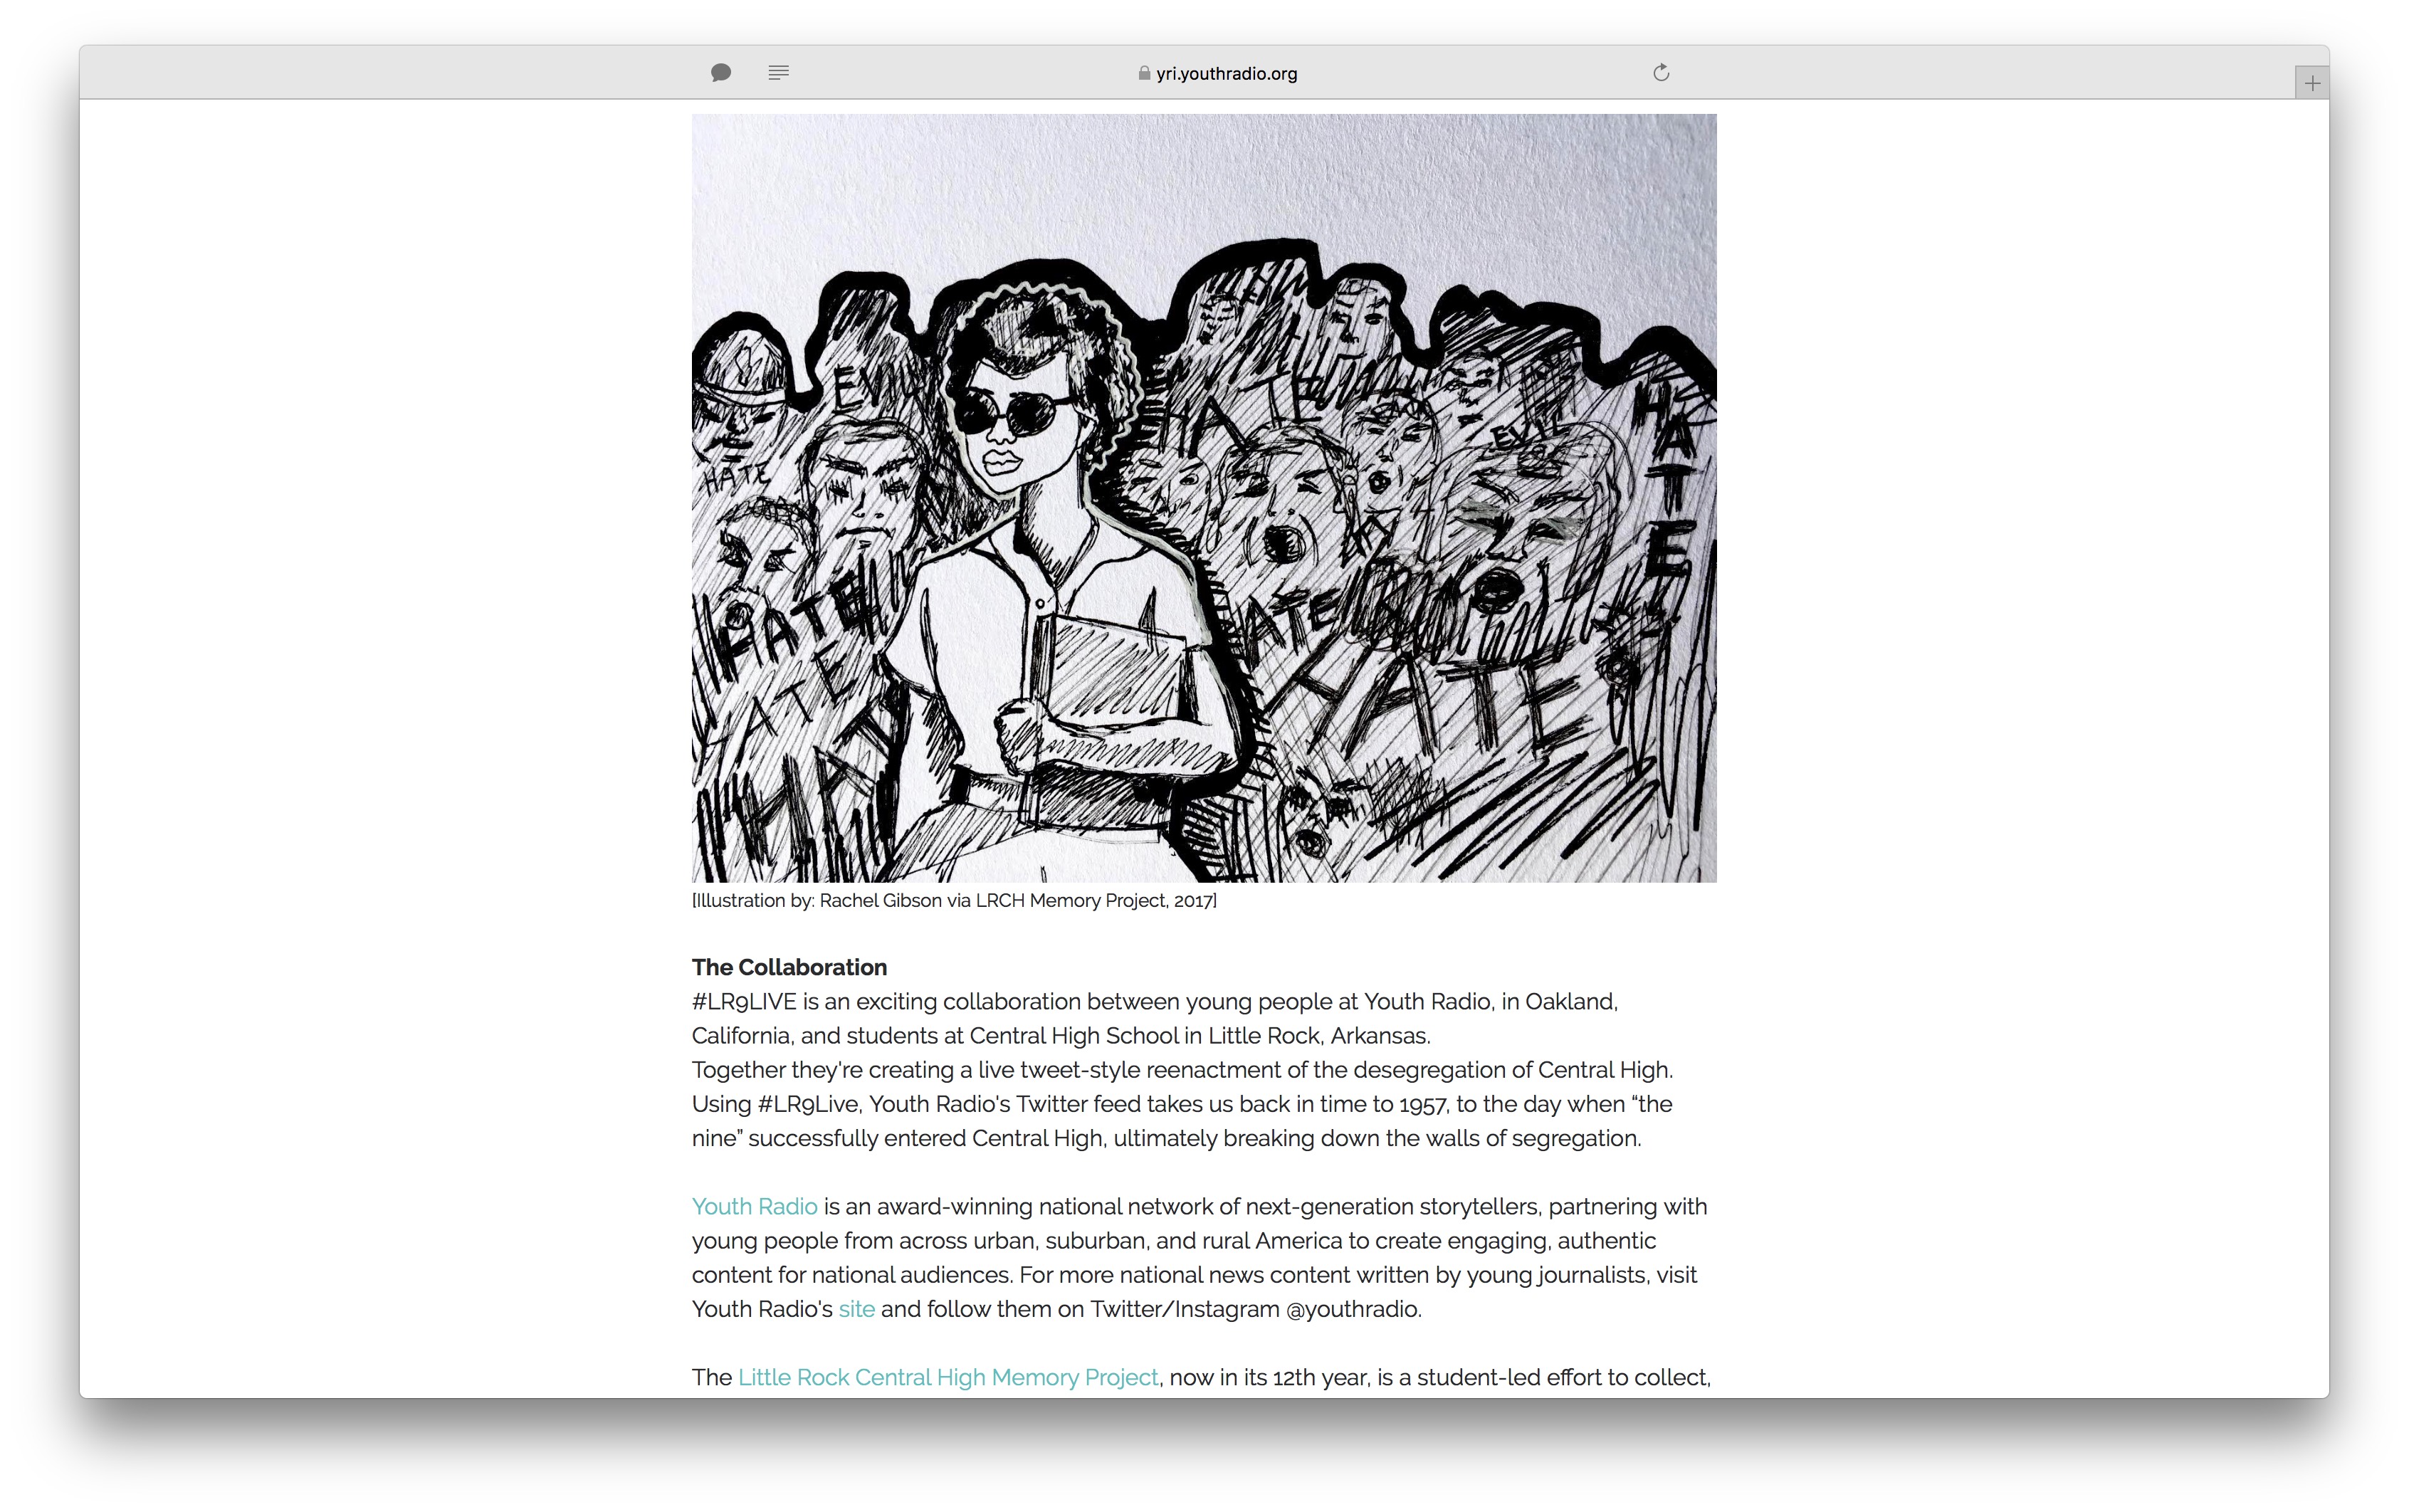 yri.youthradio.org
EVIL
HATE
HATE
EVIL
HATE
HATE
HATE
HATE
HATE
HATE
[Illustration by: Rachel Gibson via LRCH Memory Project, 2017]
The Collaboration
#LR9LIVE is an exciting collaboration between young people at Youth Radio, in Oakland,
California, and students at Central High School in Little Rock, Arkansas.
Together they're creating a live tweet-style reenactment of the desegregation of Central High.
Using #LR9Live, Youth Radio's Twitter feed takes us back in time to 1957, to the day when “the
nine” successfully entered Central High, ultimately breaking down the walls of segregation.
Youth Radio is an award-winning national network of next-generation storytellers, partnering with
young people from across urban, suburban, and rural America to create engaging, authentic
content for national audiences. For more national news content written by young journalists, visit
Youth Radio's site and follow them on Twitter/Instagram @youthradio.
The Little Rock Central High Memory Project, now in its 12th year, is a student-led effort to collect,